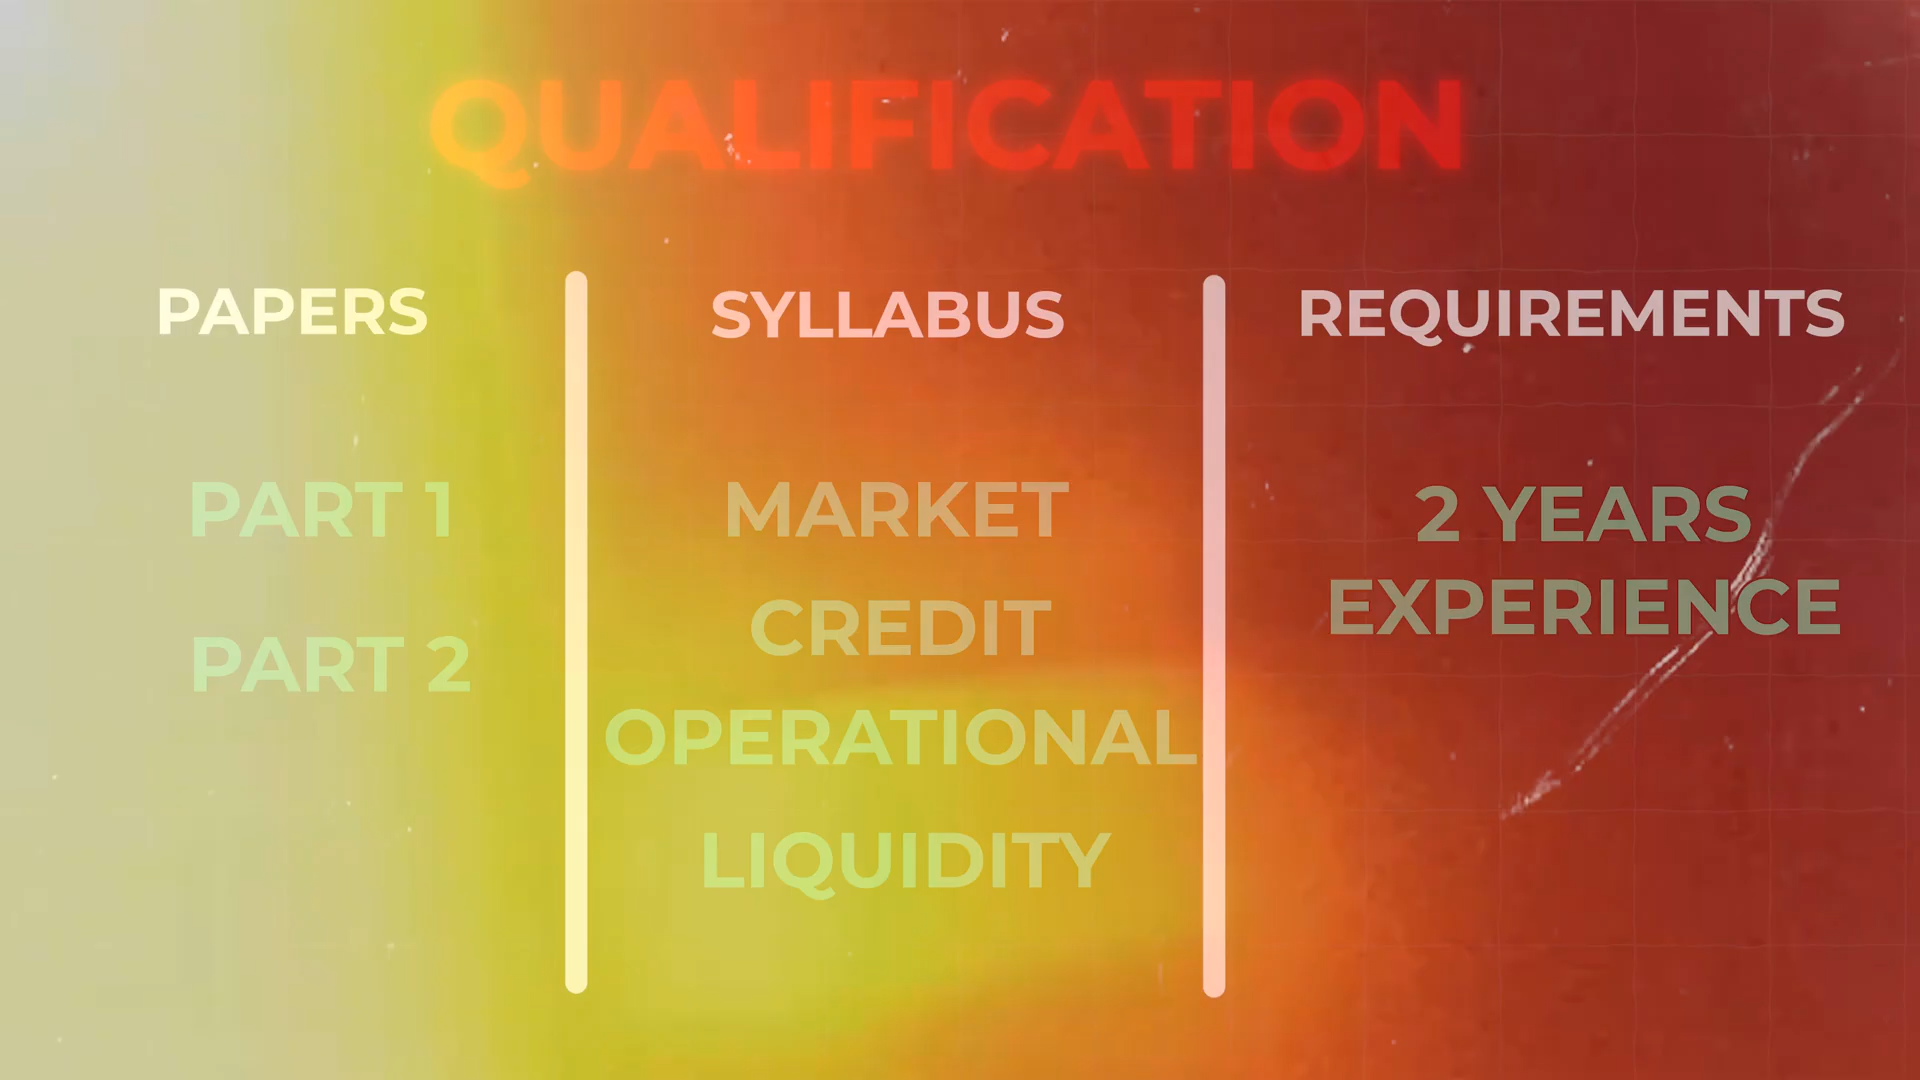 QUALIFICATION
PAPERS
PART 1
PART 2
SYLLABUS
MARKET
CREDIT
OPERATIONAL
LIQUIDITY
REQUIREMENTS
2 YEARS
EXPERIENCE